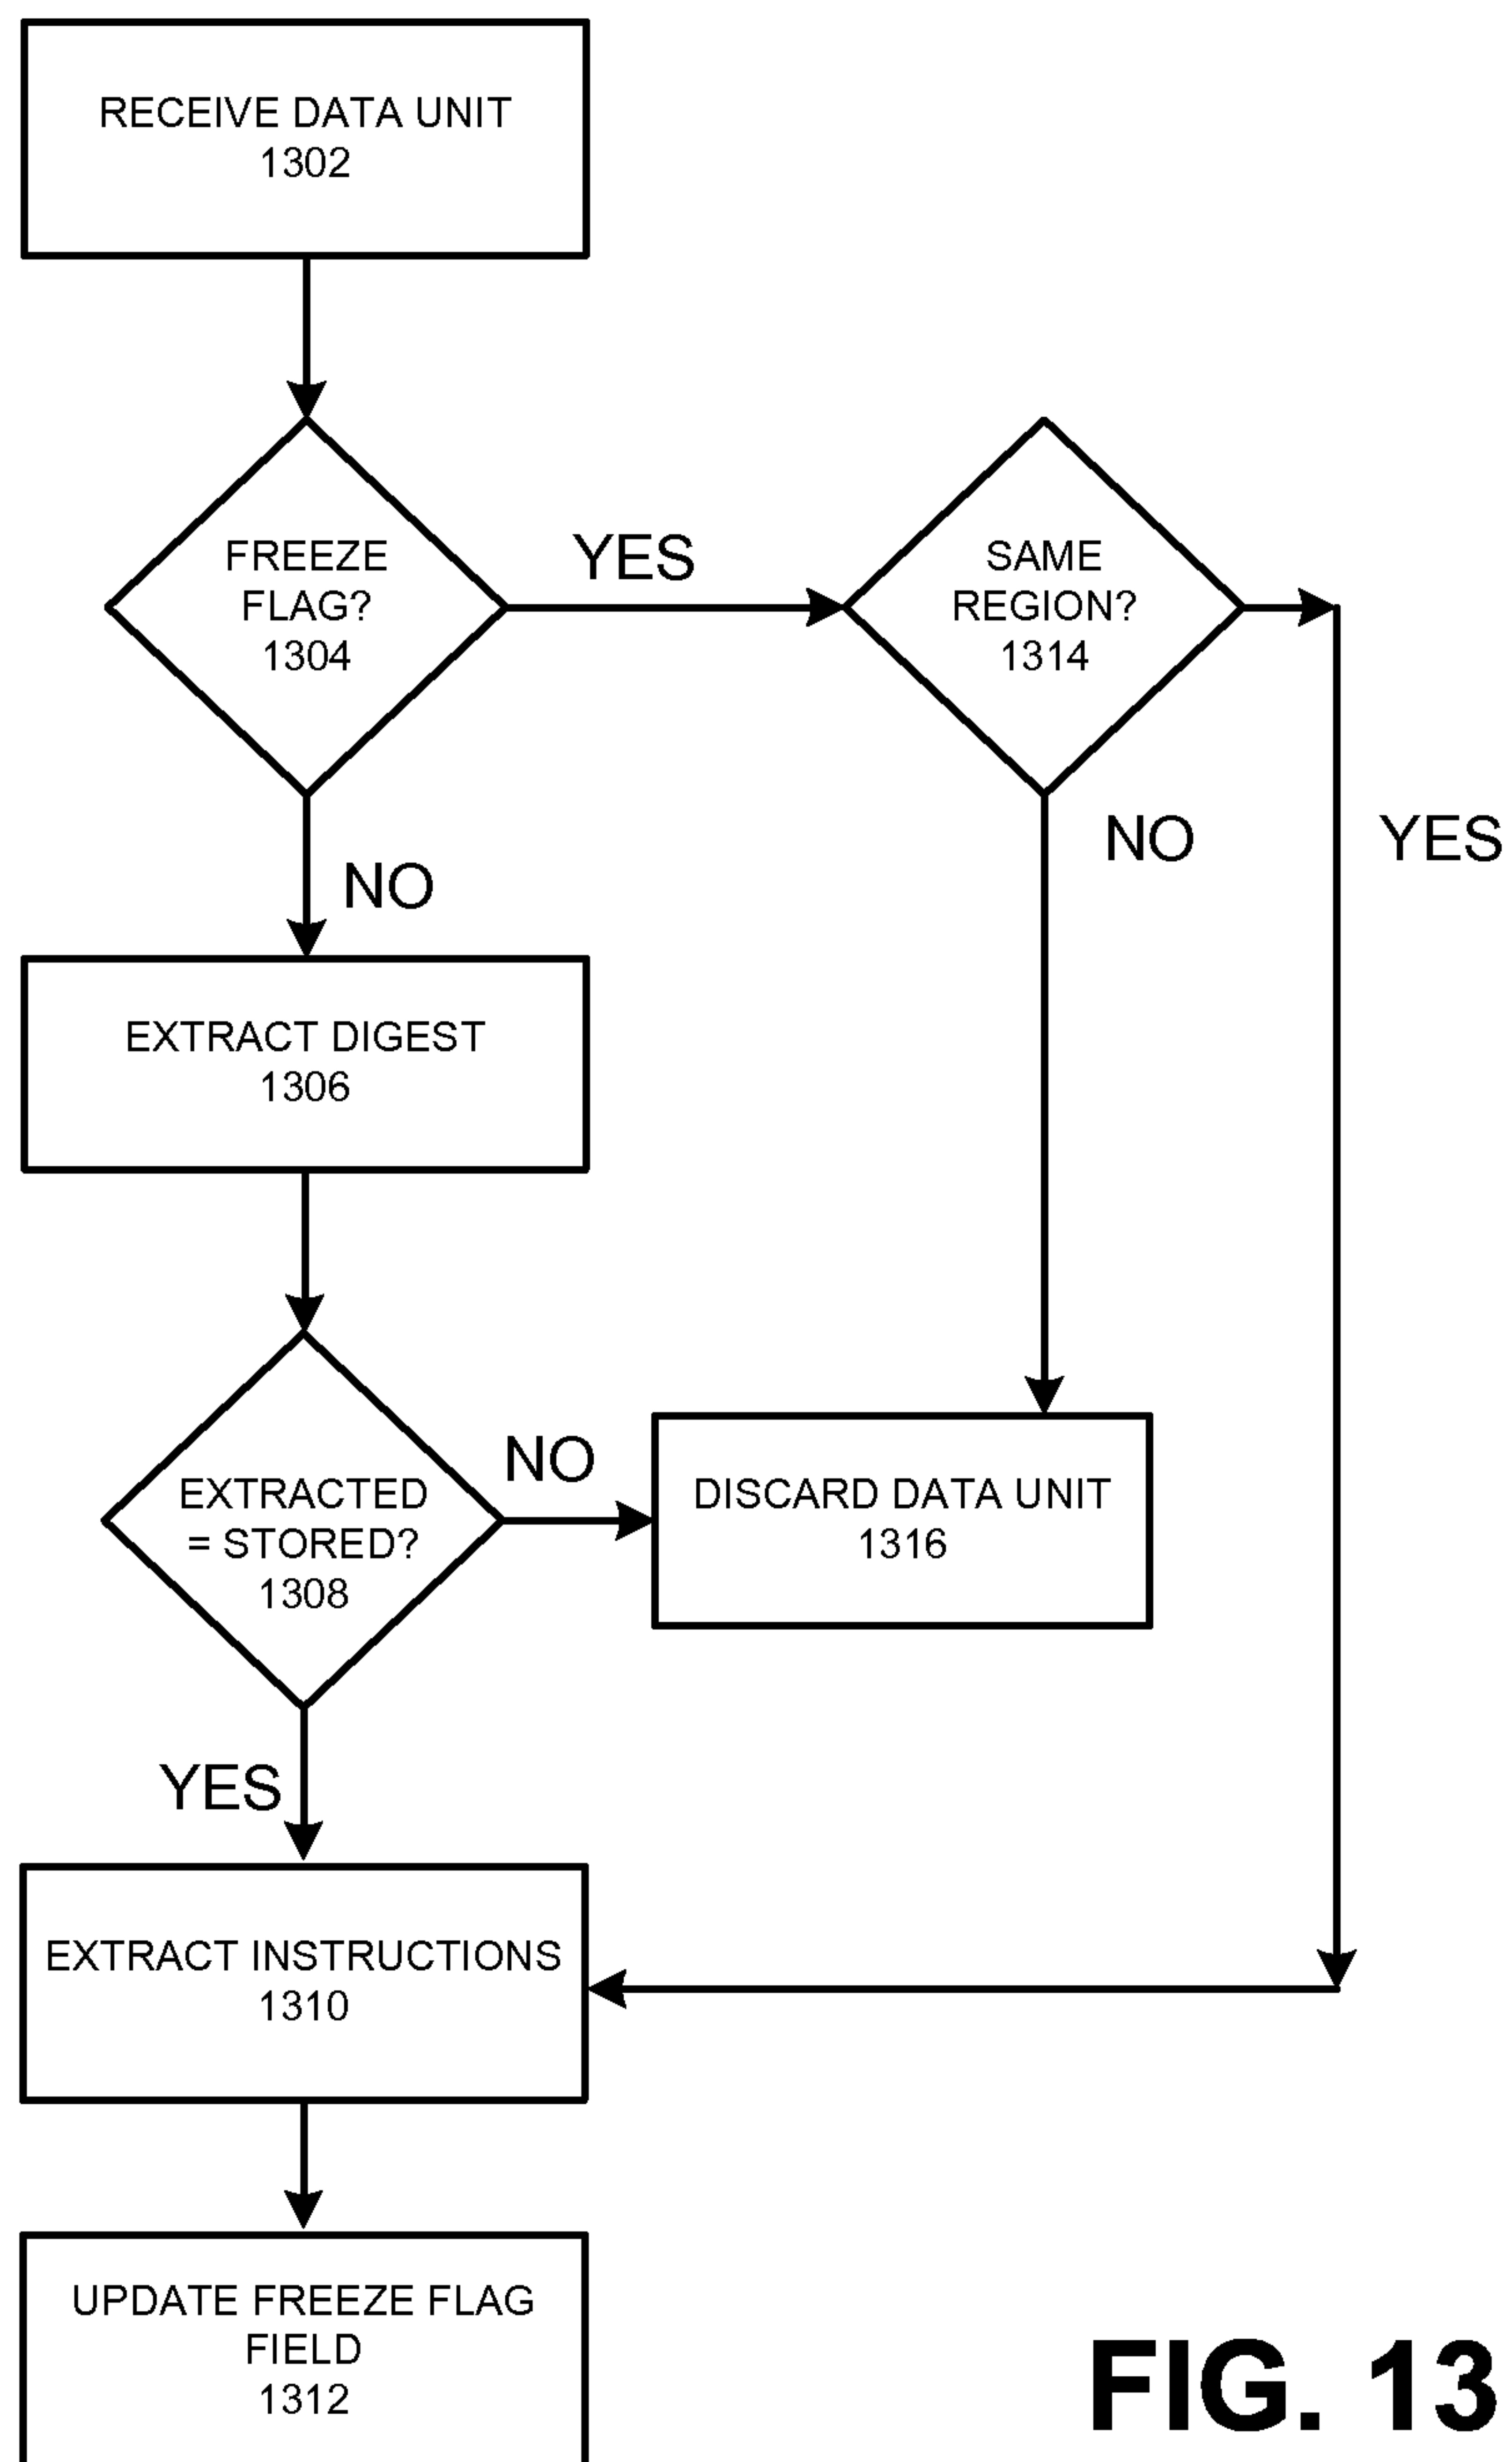 RECEIVE DATA UNIT
1302
FREEZE
FLAG?
1304
YES
SAME
REGION?
1314
NO
YES
NO
EXTRACT DIGEST
1306
EXTRACTED
= STORED?
1308
NO
DISCARD DATA UNIT
1316
YES
EXTRACT INSTRUCTIONS
1310
UPDATE FREEZE FLAG
FIELD
1312
FIG. 13